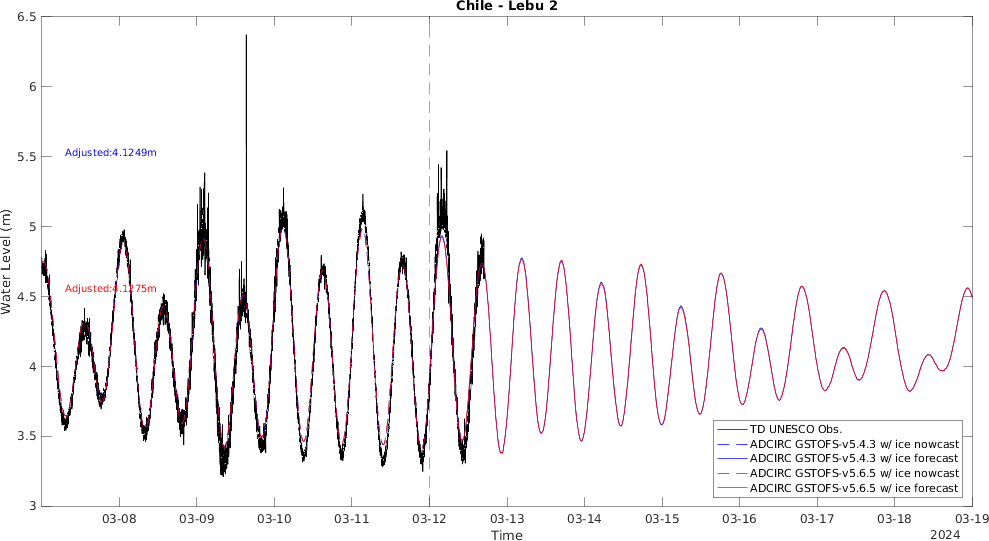 Chile - Lebu 2
6.5
6
5.5
5
4.5
4
3.5
3
Water Level (m)
Adjusted:4.1249m
Adjusted:4.1275m
TD UNESCO Obs.
ADCIRC GSTOFS-v5.4.3 w/ ice nowcast
ADCIRC GSTOFS-v5.4.3 w/ ice forecast
ADCIRC GSTOFS-v5.6.5 w/ ice nowcast
ADCIRC GSTOFS-v5.6.5 w/ ice forecast
03-08 03-09 03-10 03-11 03-12 03-13 03-14 03-15 03-16 03-17 03-18 03-19
Time
2024